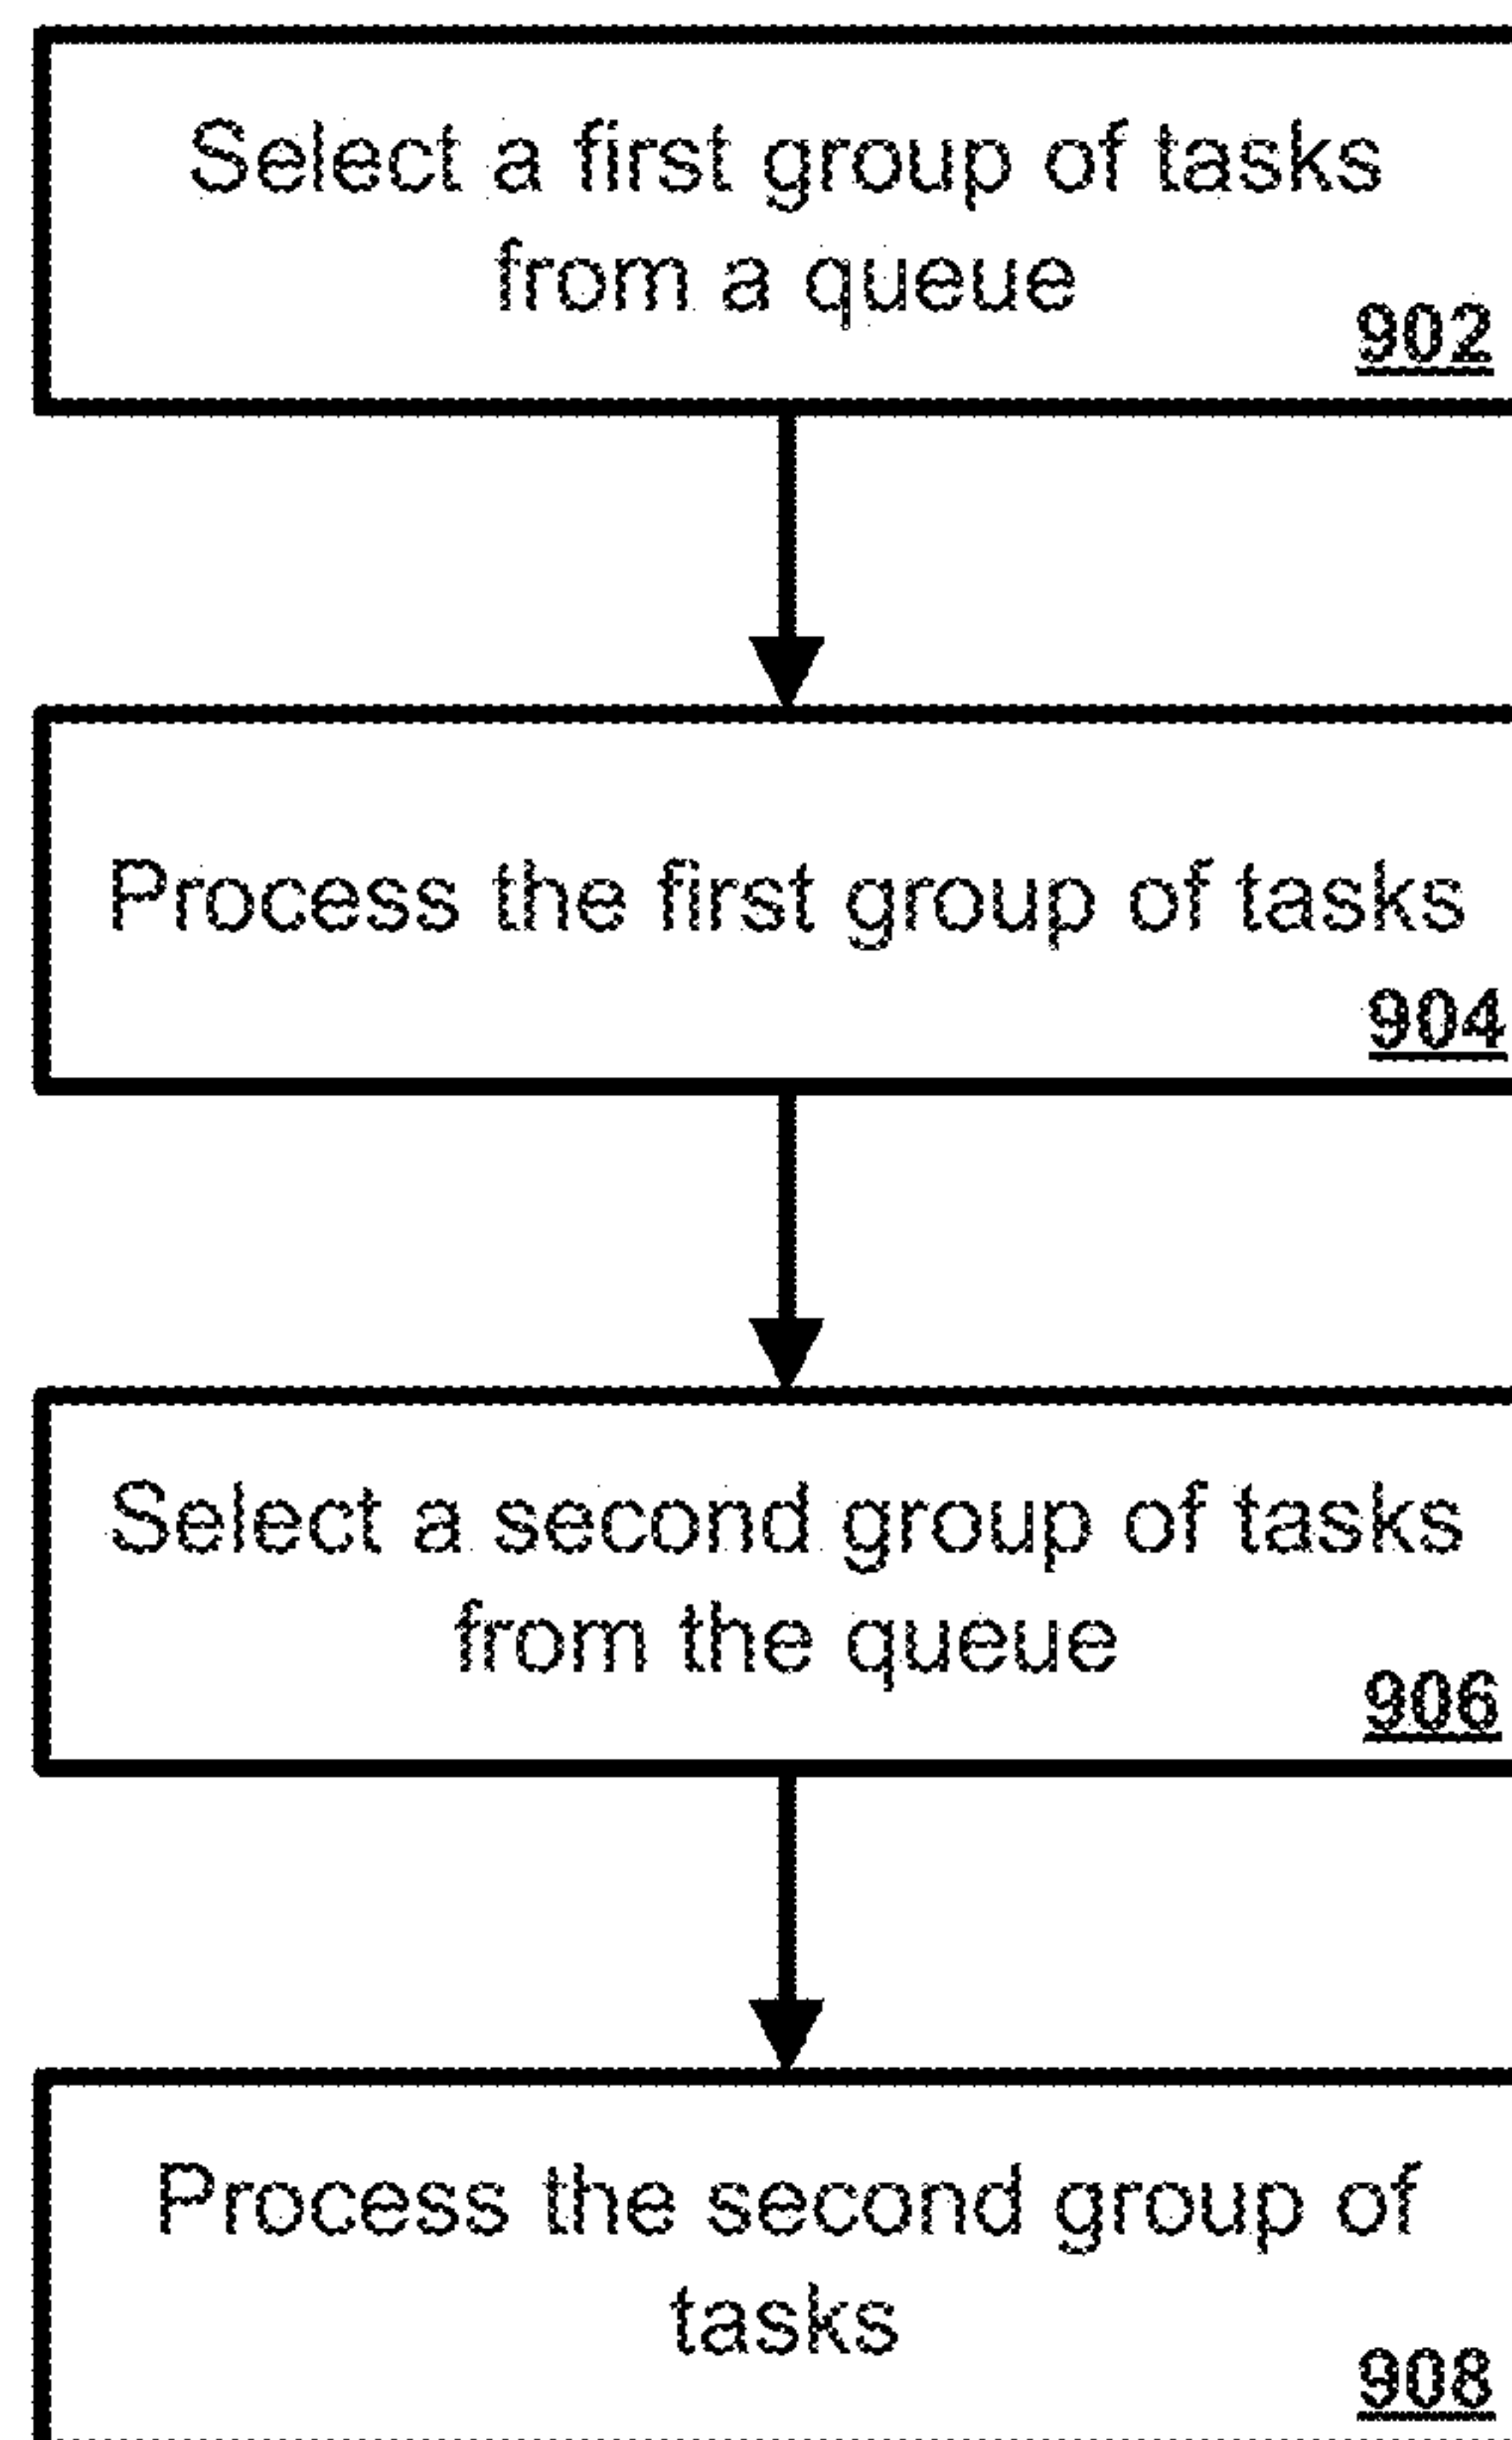 Select a first group of tasks
from a queue
902
Process the first group of tasks
904
Select a second group of tasks
from the queue
906
Process the second group of
tasks
908